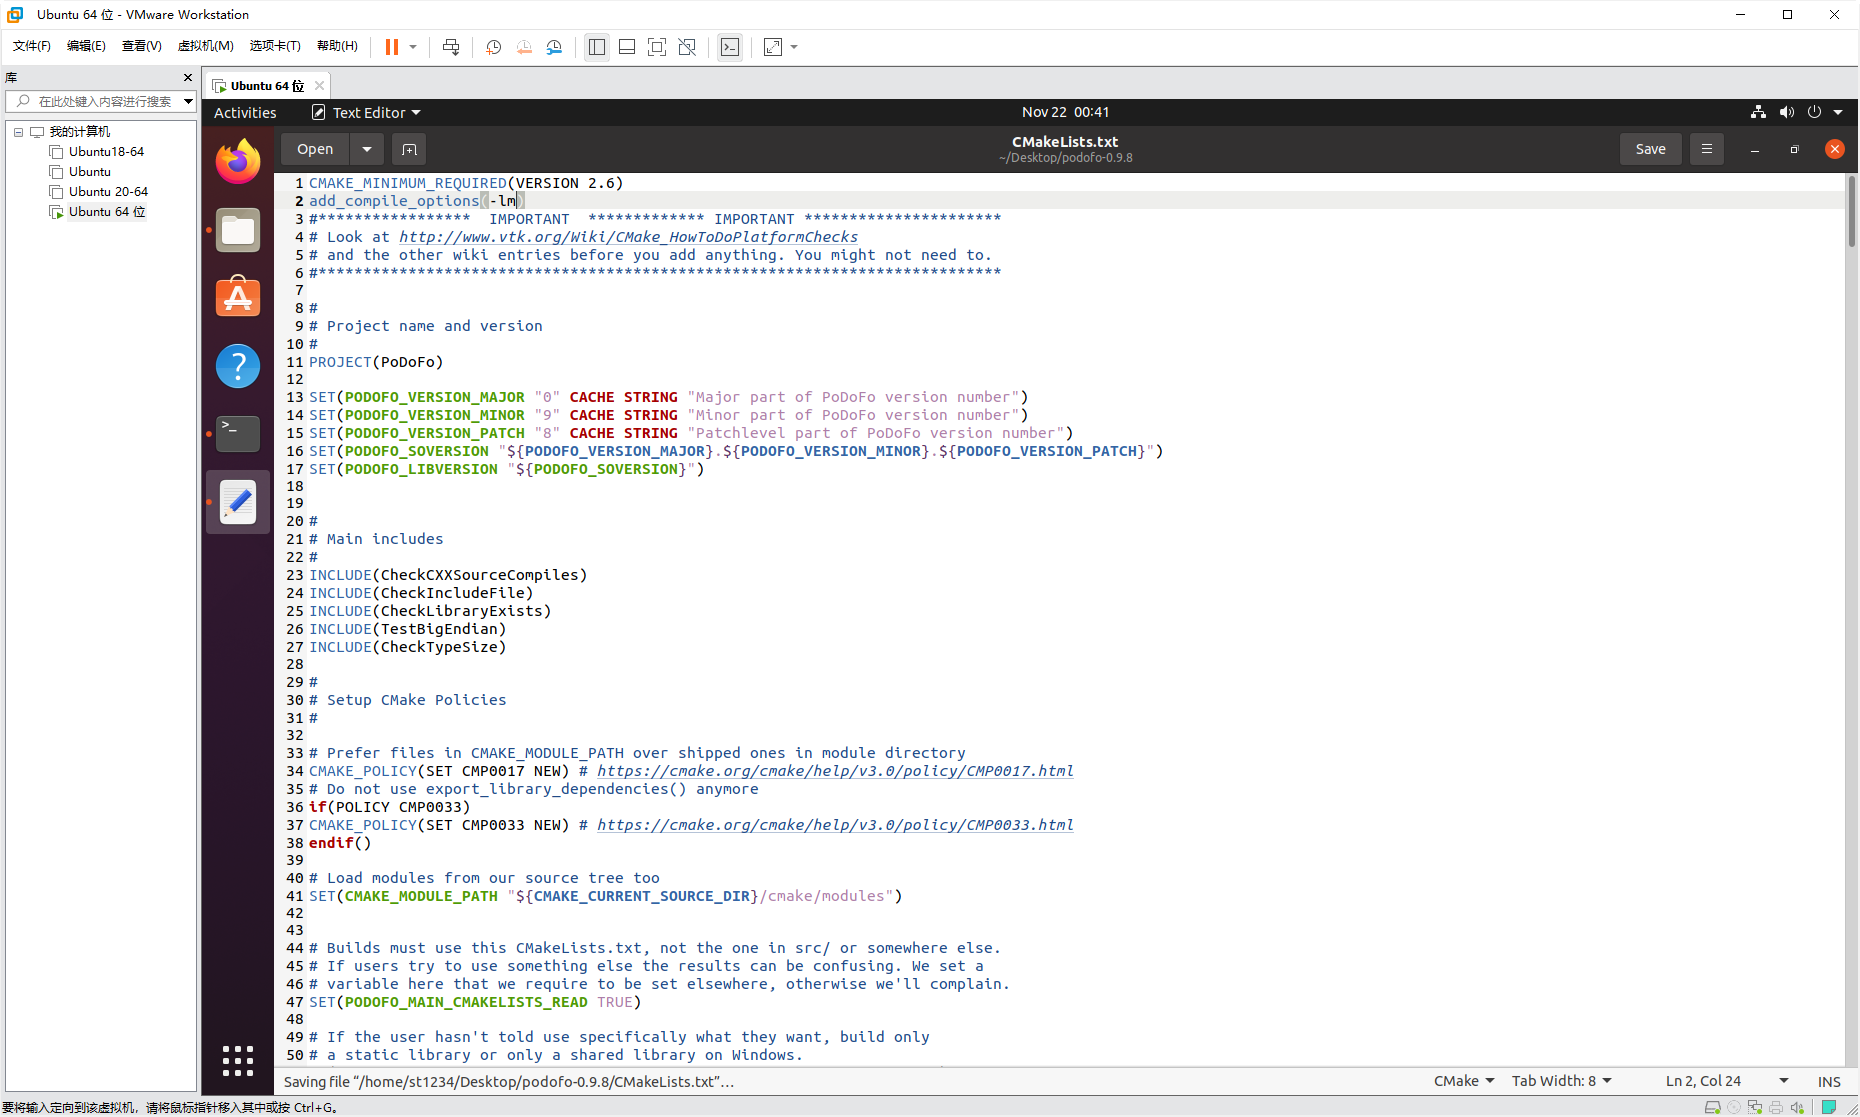 Ubuntu 64 位 - VMware Workstation
文件(F) 编辑(E) 查看(V) 虚拟机(M) 选项卡(T) 帮助(H)
库
在此处键入内容进行搜索
我的计算机
Ubuntu18-64
Ubuntu
Ubuntu 20-64
Ubuntu 64 位
Ubuntu 64 位
Activities Text Editor Nov 22 00:41
Open CMakeLists.txt Save
~/Desktop/podofo-0.9.8
1 CMAKE_MINIMUM_REQUIRED(VERSION 2.6)
2 add_compile_options(-lm)
3 #***************** IMPORTANT ************* IMPORTANT **********************
4 # Look at http://www.vtk.org/Wiki/CMake_HowToDoPlatformChecks
5 # and the other wiki entries before you add anything. You might not need to.
6 #****************************************************************************
7
8 #
9 # Project name and version
10 #
11 PROJECT(PoDoFo)
12
13 SET(PODOFO_VERSION_MAJOR "0" CACHE STRING "Major part of PoDoFo version number")
14 SET(PODOFO_VERSION_MINOR "9" CACHE STRING "Minor part of PoDoFo version number")
15 SET(PODOFO_VERSION_PATCH "8" CACHE STRING "Patchlevel part of PoDoFo version number")
16 SET(PODOFO_SOVERSION "${PODOFO_VERSION_MAJOR}.${PODOFO_VERSION_MINOR}.${PODOFO_VERSION_PATCH}")
17 SET(PODOFO_LIBVERSION "${PODOFO_SOVERSION}")
18
19
20 #
21 # Main includes
22 #
23 INCLUDE(CheckCXXSourceCompiles)
24 INCLUDE(CheckIncludeFile)
25 INCLUDE(CheckLibraryExists)
26 INCLUDE(TestBigEndian)
27 INCLUDE(CheckTypeSize)
28
29 #
30 # Setup CMake Policies
31 #
32
33 # Prefer files in CMAKE_MODULE_PATH over shipped ones in module directory
34 CMAKE_POLICY(SET CMP0017 NEW) # https://cmake.org/cmake/help/v3.0/policy/CMP0017.html
35 # Do not use export_library_dependencies() anymore
36 if(POLICY CMP0033)
37 CMAKE_POLICY(SET CMP0033 NEW) # https://cmake.org/cmake/help/v3.0/policy/CMP0033.html
38 endif()
39
40 # Load modules from our source tree too
41 SET(CMAKE_MODULE_PATH "${CMAKE_CURRENT_SOURCE_DIR}/cmake/modules")
42
43
44 # Builds must use this CMakeLists.txt, not the one in src/ or somewhere else.
45 # If users try to use something else the results can be confusing. We set a
46 # variable here that we require to be set elsewhere, otherwise we'll complain.
47 SET(PODOFO_MAIN_CMAKELISTS_READ TRUE)
48
49 # If the user hasn't told use specifically what they want, build only
50 # a static library or only a shared library on Windows.
Saving file “/home/st1234/Desktop/podofo-0.9.8/CMakeLists.txt”… CMake Tab Width: 8 Ln 2, Col 24 INS
要将输入定向到该虚拟机，请将鼠标指针移入其中或按 Ctrl+G。